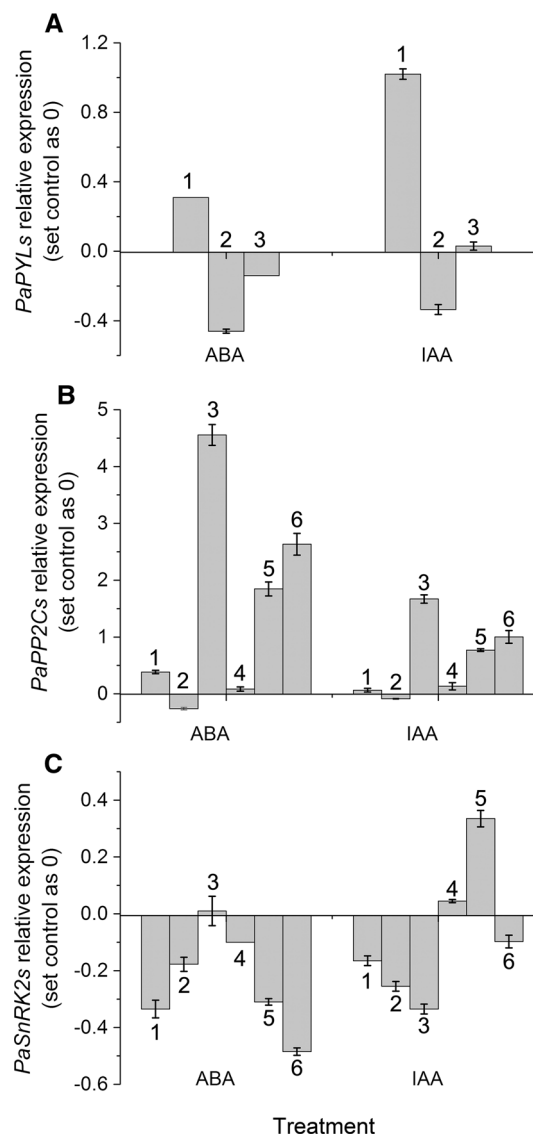 A
PaPYLs relative expression
(set control as 0)
1.2
0.8
0.4
0.0
-0.4
1
2
3
1
2
3
ABA
IAA
B
PaPP2Cs relative expression
(set control as 0)
5
4
3
2
1
0
1
2
3
4
5
6
1
2
3
4
5
6
ABA
IAA
C
PaSnRK2s relative expression
(set control as 0)
0.4
0.2
0.0
-0.2
-0.4
-0.6
1
2
3
4
5
6
1
2
3
4
5
6
ABA
IAA
Treatment